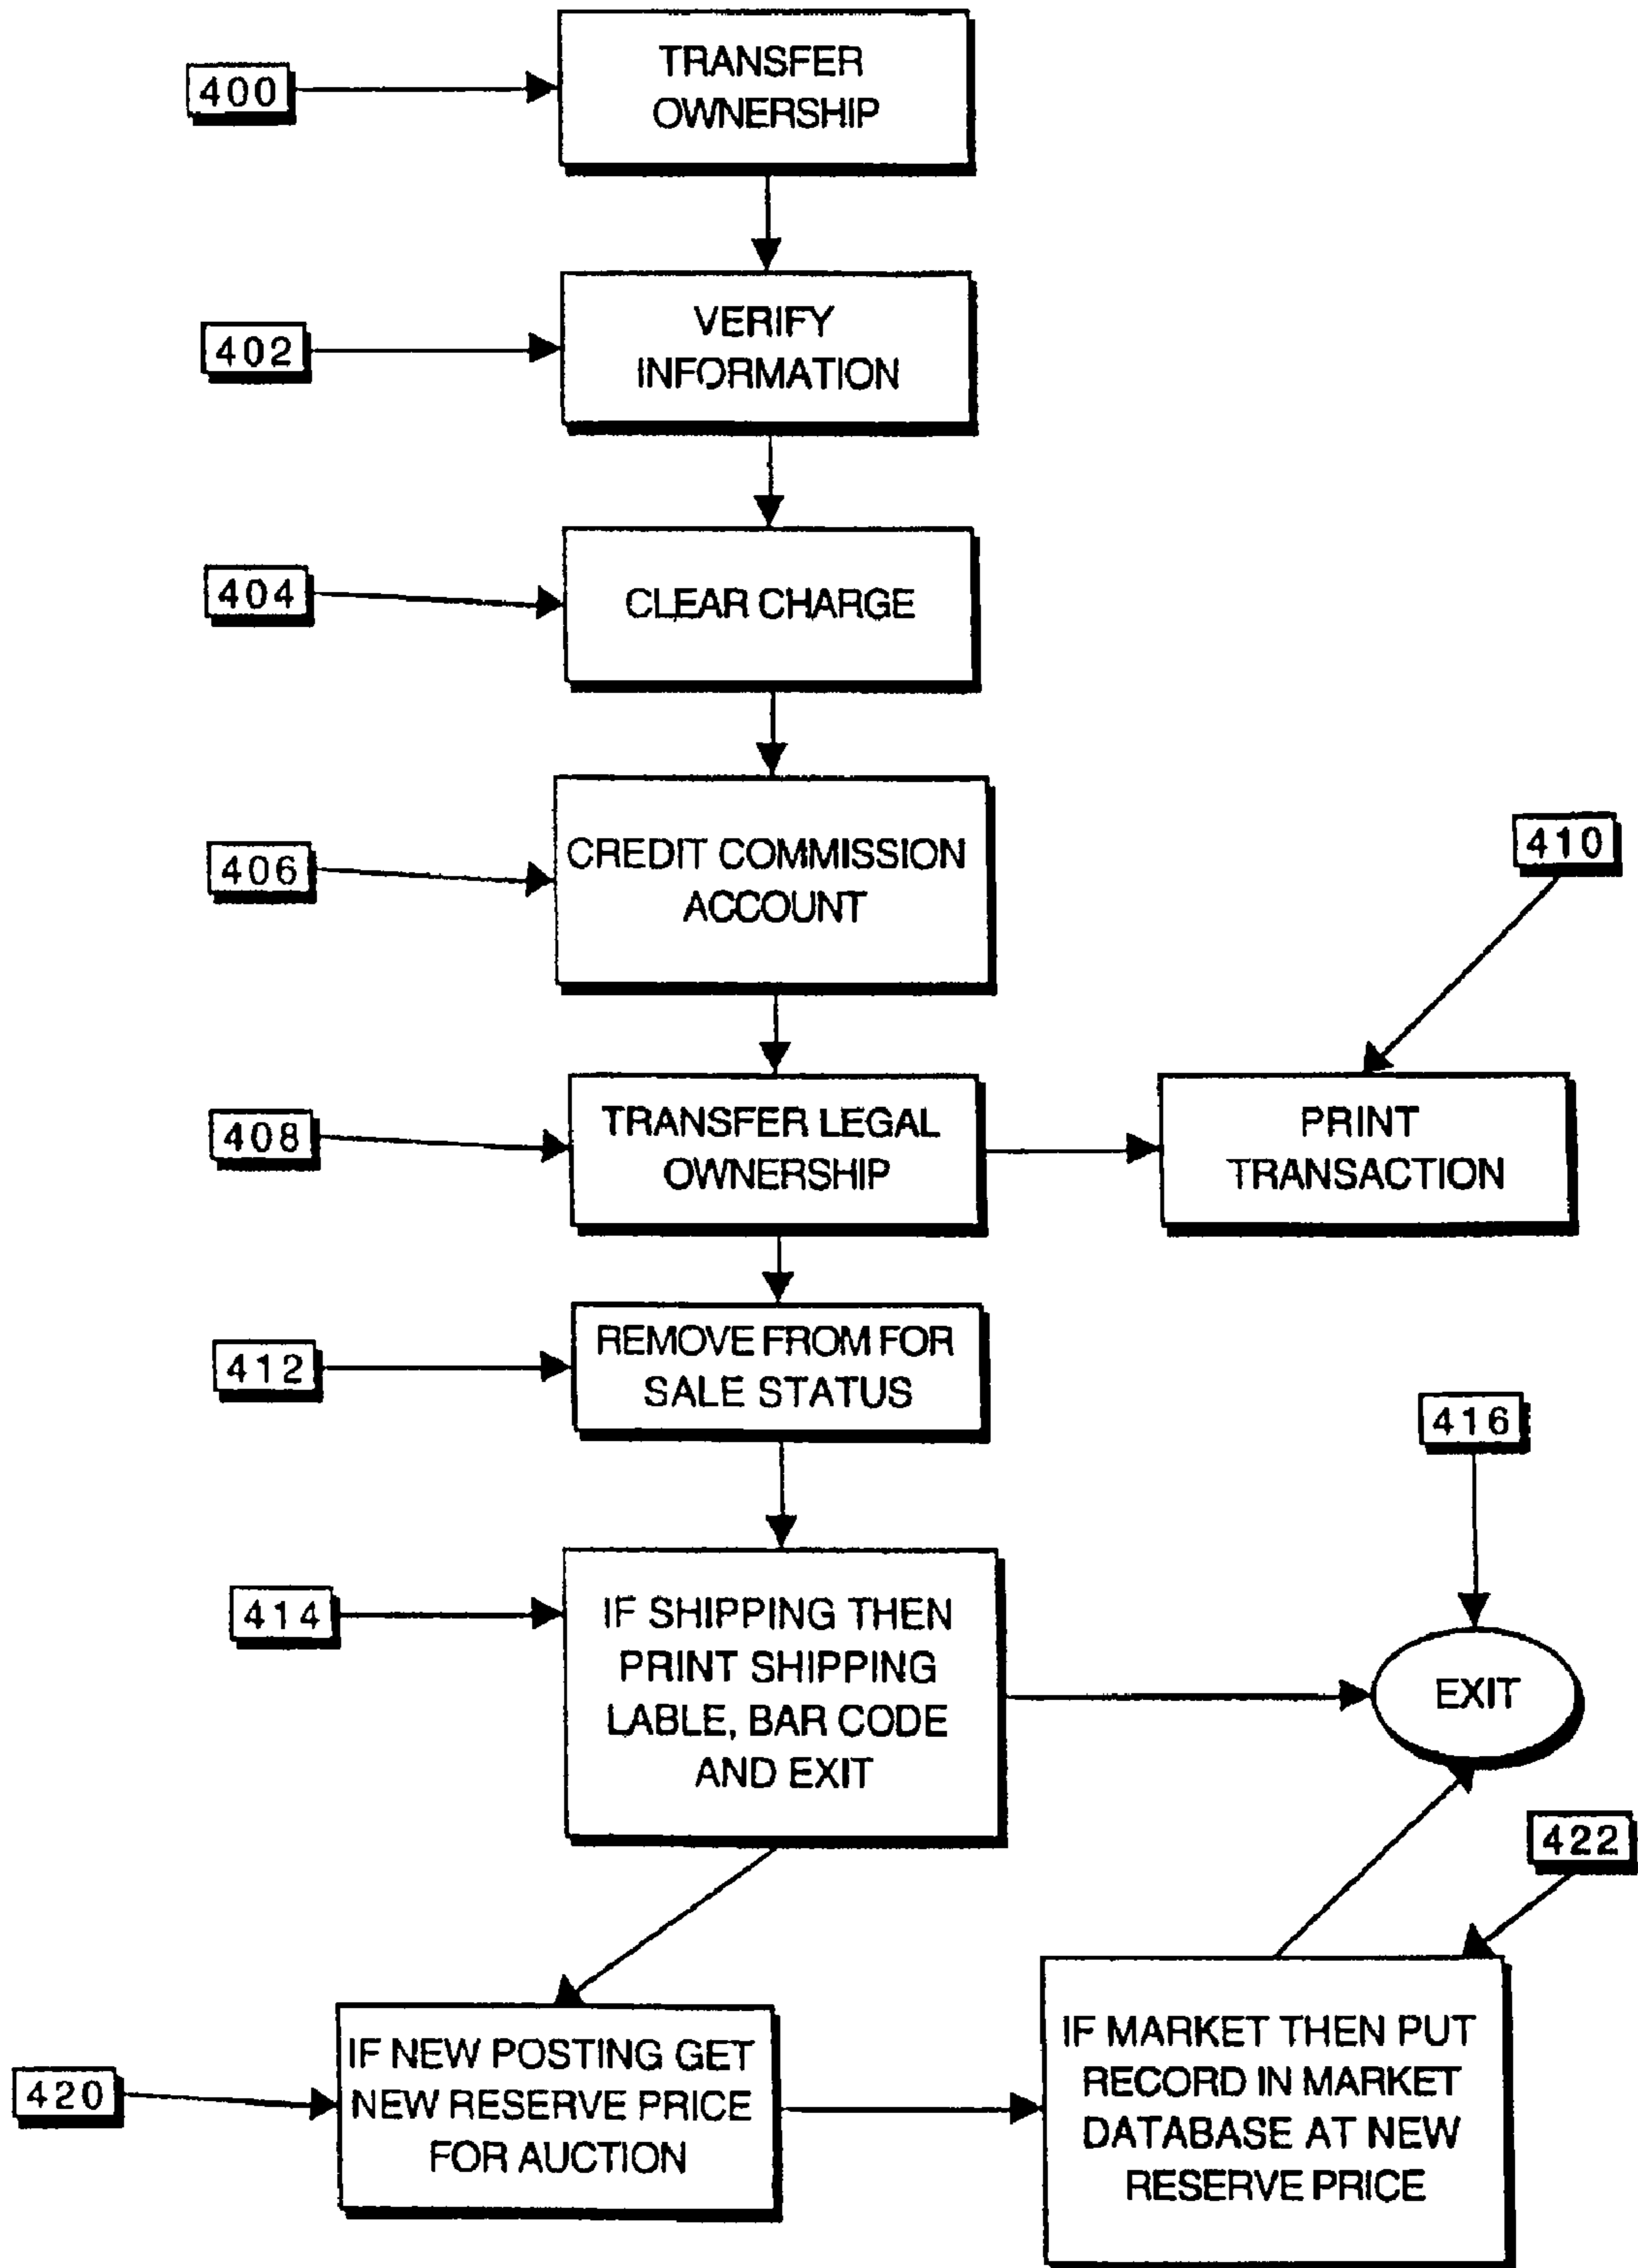 400
TRANSFER
OWNERSHIP
402
VERIFY
INFORMATION
404
CLEAR CHARGE
406
CREDIT COMMISSION
ACCOUNT
410
408
TRANSFER LEGAL
OWNERSHIP
PRINT
TRANSACTION
412
REMOVE FROM FOR
SALE STATUS
416
414
IF SHIPPING THEN
PRINT SHIPPING
LABLE, BAR CODE
AND EXIT
EXIT
422
420
IF NEW POSTING GET
NEW RESERVE PRICE
FOR AUCTION
IF MARKET THEN PUT
RECORD IN MARKET
DATABASE AT NEW
RESERVE PRICE